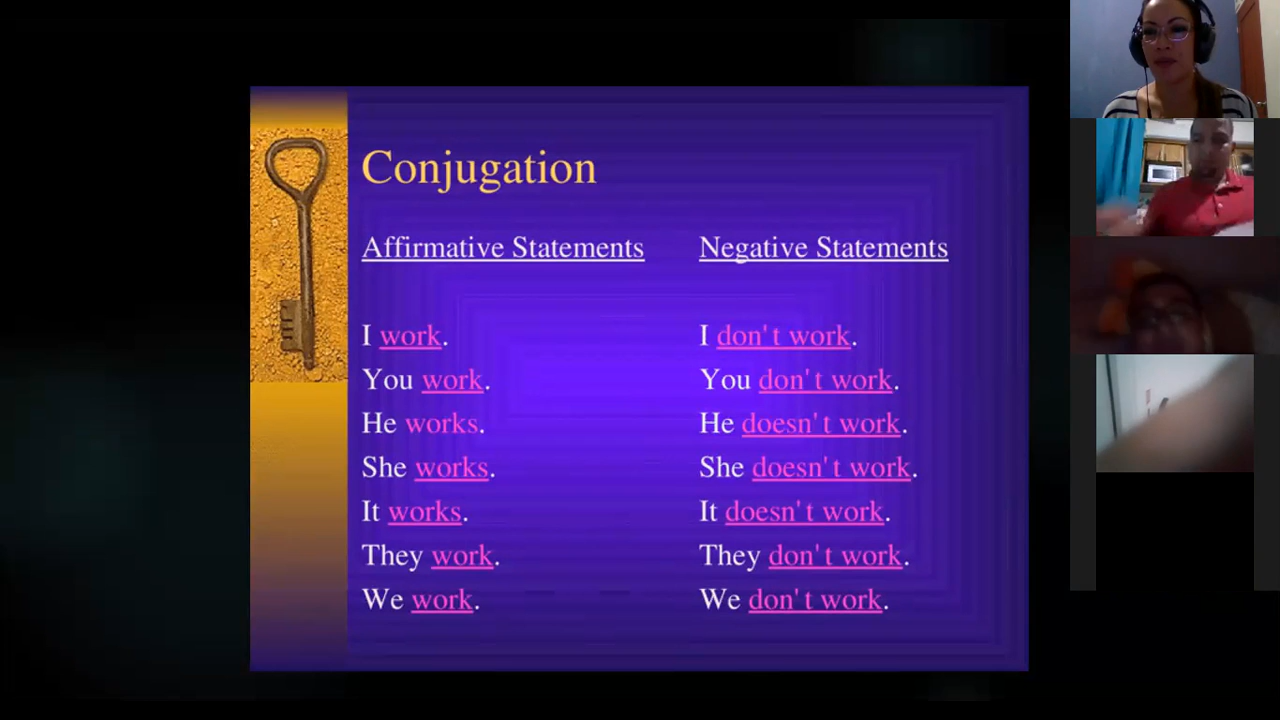 Conjugation
Affirmative Statements Negative Statements
I work. I don't work.
You work. You don't work.
He works. He doesn't work.
She works. She doesn't work.
It works. It doesn't work.
They work. They don't work.
We work. We don't work.